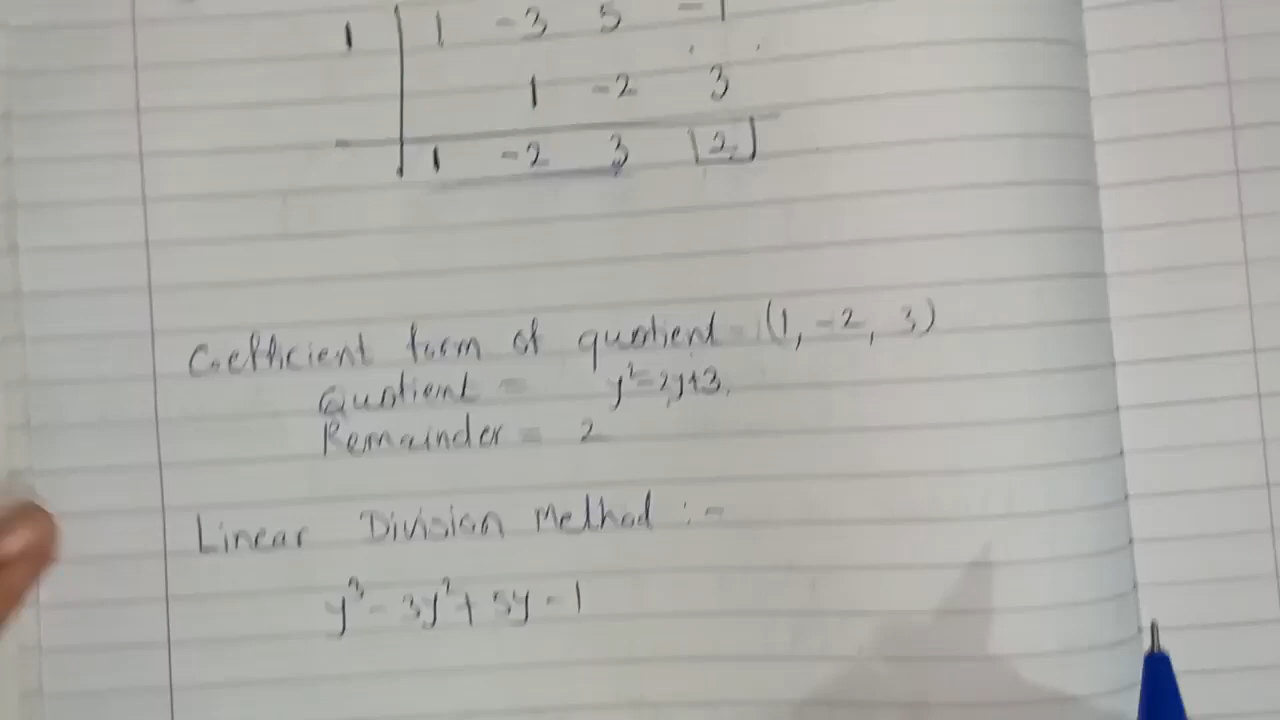 1 | 1 -3 5 -1
1 -2 3
1 -2 3 |2|
Coefficient form of quotient = (1, -2, 3)
Quotient = y² - 2y + 3.
Remainder = 2
Linear Division Method :-
y³ - 3y² + 5y - 1